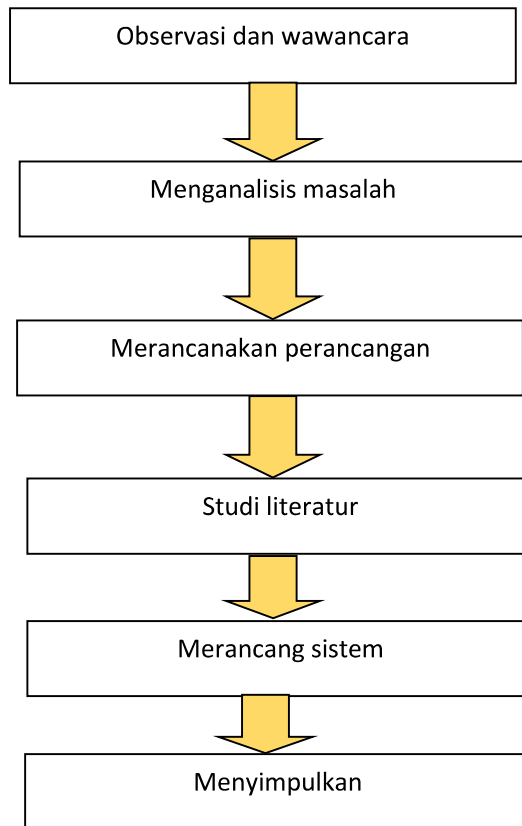 Observasi dan wawancara
Menganalisis masalah
Merancanakan perancangan
Studi literatur
Merancang sistem
Menyimpulkan